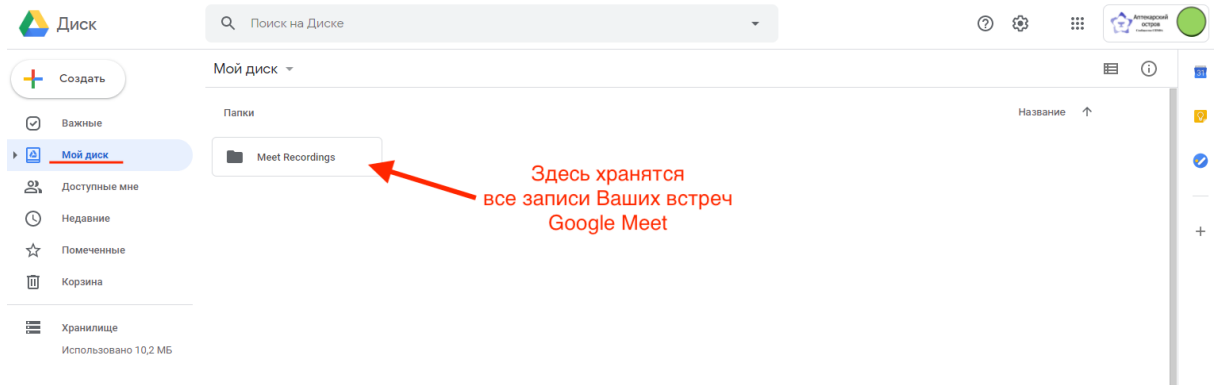 Диск
Поиск на Диске
Аптекарский
остров
Создать
Мой диск
31
Важные
Папки
Название
Мой диск
Meet Recordings
Доступные мне
Здесь хранятся
все записи Ваших встреч
Google Meet
Недавние
Помеченные
Корзина
Хранилище
Использовано 10,2 МБ